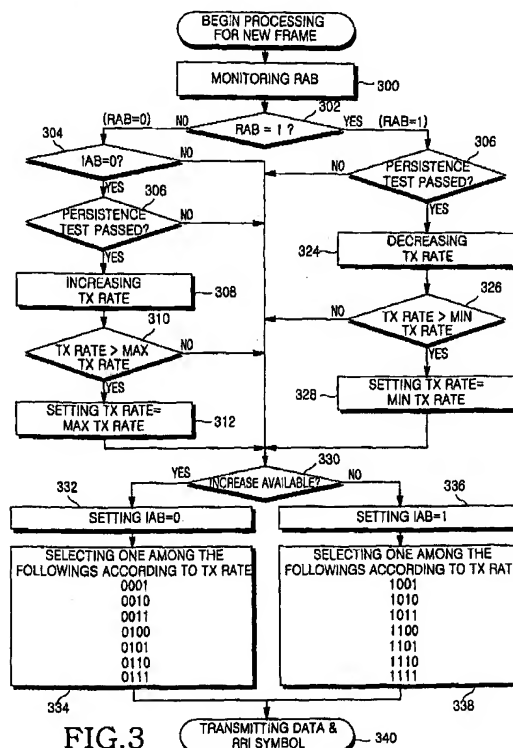 BEGIN PROCESSING
FOR NEW FRAME
MONITORING RAB
300
302
(RAB=0)
NO
RAB = 1 ?
YES
(RAB=1)
304
IAB=0?
NO
YES
306
PERSISTENCE
TEST PASSED?
NO
YES
306
PERSISTENCE
TEST PASSED?
NO
YES
INCREASING
TX RATE
308
324
DECREASING
TX RATE
310
TX RATE > MAX
TX RATE
NO
YES
326
NO
TX RATE > MIN
TX RATE
YES
SETTING TX RATE=
MAX TX RATE
312
328
SETTING TX RATE=
MIN TX RATE
330
YES
INCREASE AVAILABLE?
NO
332
SETTING IAB=0
336
SETTING IAB=1
SELECTING ONE AMONG THE
FOLLOWINGS ACCORDING TO TX RATE
0001
0010
0011
0100
0101
0110
0111
334
SELECTING ONE AMONG THE
FOLLOWINGS ACCORDING TO TX RATE
1001
1010
1011
1100
1101
1110
1111
338
FIG.3
TRANSMITTING DATA &
RRI SYMBOL
340